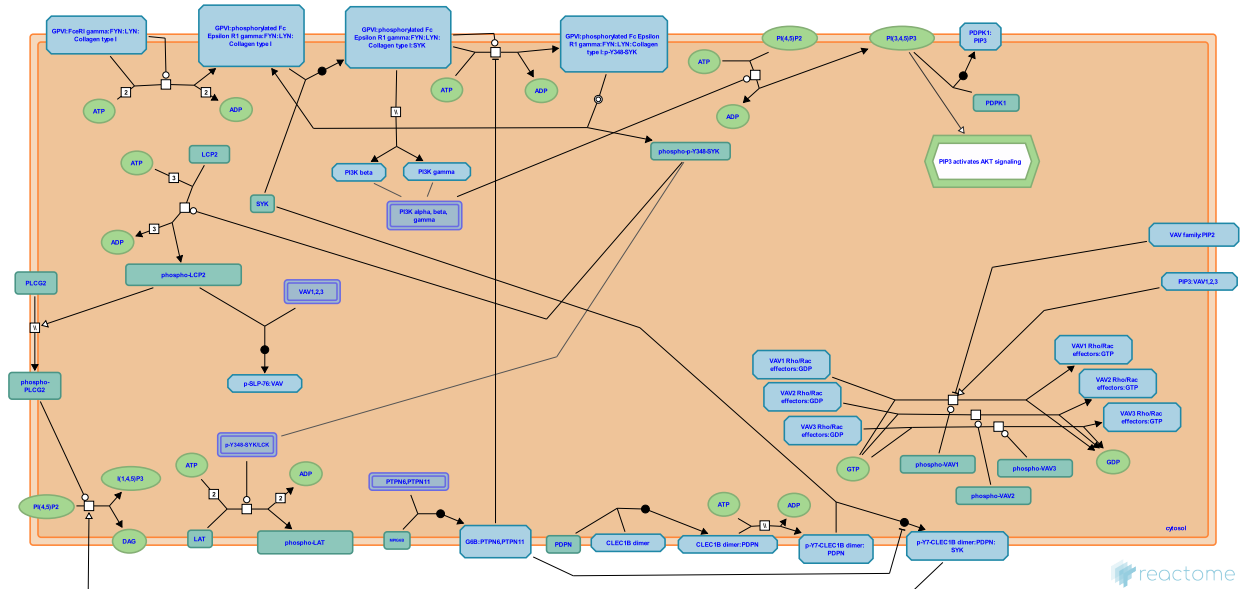 GPVI:FceRI gamma:FYN:LYN:
Collagen type I
GPVI:phosphorylated Fc
Epsilon R1 gamma:FYN:LYN:
Collagen type I
GPVI:phosphorylated Fc
Epsilon R1 gamma:FYN:LYN:
Collagen type I:SYK
GPVI:phosphorylated Fc Epsilon
R1 gamma:FYN:LYN:Collagen
type I:p-Y348-SYK
PI(4,5)P2
PI(3,4,5)P3
PDPK1:
PIP3
ATP
2
2
ADP
ATP
ADP
ATP
ADP
PDPK1
\\
LCP2
ATP
3
3
ADP
SYK
PI3K beta
PI3K gamma
PI3K alpha, beta,
gamma
phospho-p-Y348-SYK
PIP3 activates AKT signaling
VAV family:PIP2
PIP3:VAV1,2,3
phospho-LCP2
PLCG2
VAV1,2,3
\\
phospho-
PLCG2
p-SLP-76:VAV
VAV1 Rho/Rac
effectors:GDP
VAV2 Rho/Rac
effectors:GDP
VAV3 Rho/Rac
effectors:GDP
VAV1 Rho/Rac
effectors:GTP
VAV2 Rho/Rac
effectors:GTP
VAV3 Rho/Rac
effectors:GTP
GTP
GDP
phospho-VAV1
phospho-VAV2
phospho-VAV3
p-Y348-SYK/LCK
ATP
2
2
ADP
I(1,4,5)P3
PI(4,5)P2
DAG
LAT
phospho-LAT
PTPN6,PTPN11
G6B:PTPN6,PTPN11
PDPN
CLEC1B dimer
CLEC1B dimer:PDPN
ATP
\\
ADP
p-Y7-CLEC1B dimer:
PDPN
p-Y7-CLEC1B dimer:PDPN:
SYK
cytosol
reactome